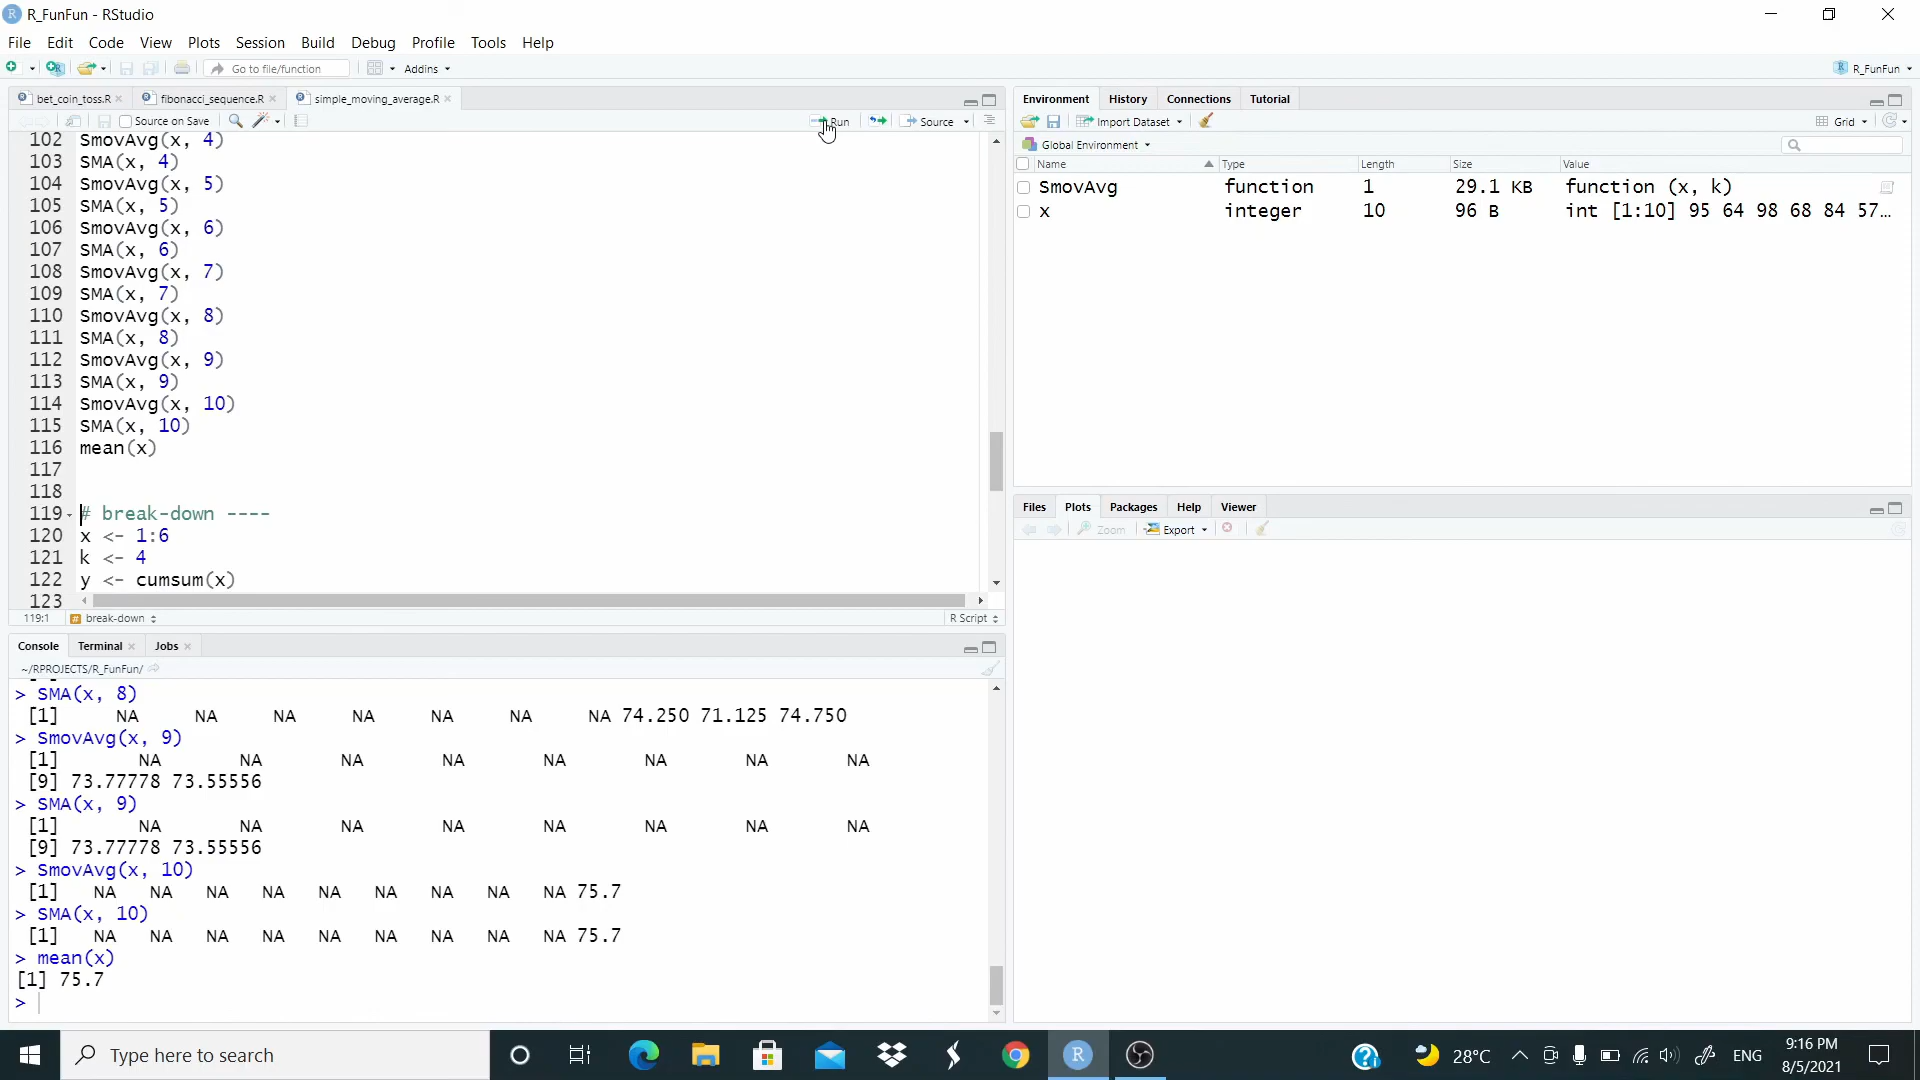 R_FunFun - RStudio
File Edit Code View Plots Session Build Debug Profile Tools Help
Go to file/function Addins R_FunFun
bet_coin_toss.R fibonacci_sequence.R simple_moving_average.R
Source on Save Run Source
102 SmovAvg(x, 4)
103 SMA(x, 4)
104 SmovAvg(x, 5)
105 SMA(x, 5)
106 SmovAvg(x, 6)
107 SMA(x, 6)
108 SmovAvg(x, 7)
109 SMA(x, 7)
110 SmovAvg(x, 8)
111 SMA(x, 8)
112 SmovAvg(x, 9)
113 SMA(x, 9)
114 SmovAvg(x, 10)
115 SMA(x, 10)
116 mean(x)
117
118
119 # break-down ----
120 x <- 1:6
121 k <- 4
122 y <- cumsum(x)
123
119:1 # break-down R Script
Console Terminal Jobs
~/RPROJECTS/R_FunFun/
> SMA(x, 8)
[1] NA NA NA NA NA NA NA 74.250 71.125 74.750
> SmovAvg(x, 9)
[1] NA NA NA NA NA NA NA NA
[9] 73.77778 73.55556
> SMA(x, 9)
[1] NA NA NA NA NA NA NA NA
[9] 73.77778 73.55556
> SmovAvg(x, 10)
[1] NA NA NA NA NA NA NA NA NA 75.7
> SMA(x, 10)
[1] NA NA NA NA NA NA NA NA NA 75.7
> mean(x)
[1] 75.7
>
Environment History Connections Tutorial
Import Dataset Grid
Global Environment
Name Type Length Size Value
SmovAvg function 1 29.1 KB function (x, k)
x integer 10 96 B int [1:10] 95 64 98 68 84 57…
Files Plots Packages Help Viewer
Zoom Export
Type here to search
28°C ENG 9:16 PM
8/5/2021